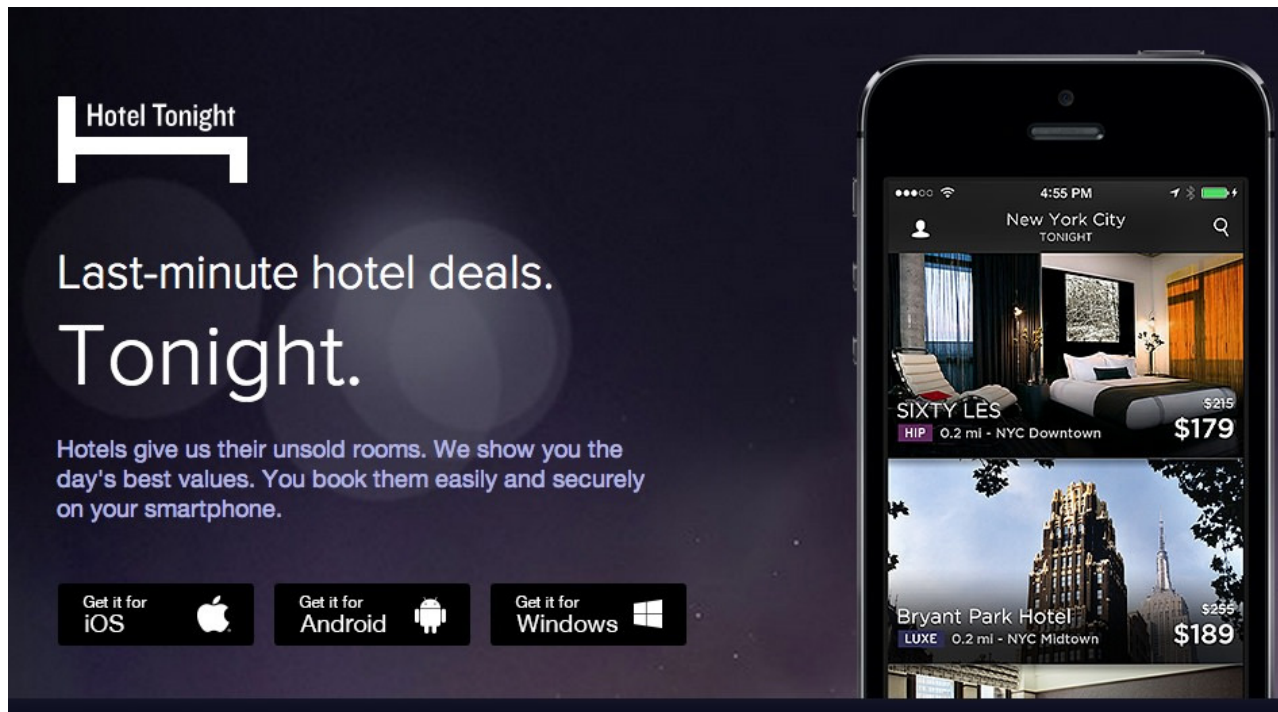 Hotel Tonight
Last-minute hotel deals.
Tonight.
Hotels give us their unsold rooms. We show you the
day's best values. You book them easily and securely
on your smartphone.
Get it for
iOS
Get it for
Android
Get it for
Windows
4:55 PM
New York City
TONIGHT
SIXTY LES
$215
HIP 0.2 mi - NYC Downtown
$179
Bryant Park Hotel
$255
LUXE 0.2 mi - NYC Midtown
$189